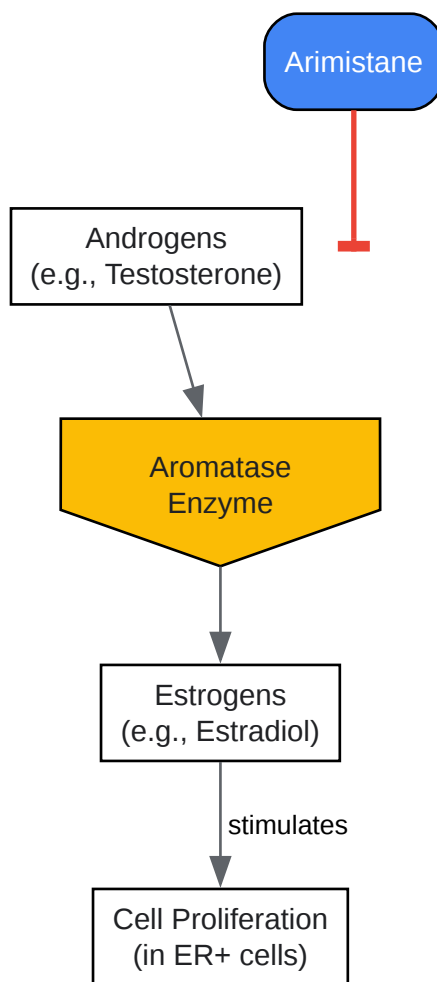 Arimistane
Androgens
(e.g., Testosterone)
Aromatase
Enzyme
Estrogens
(e.g., Estradiol)
stimulates
Cell Proliferation
(in ER+ cells)